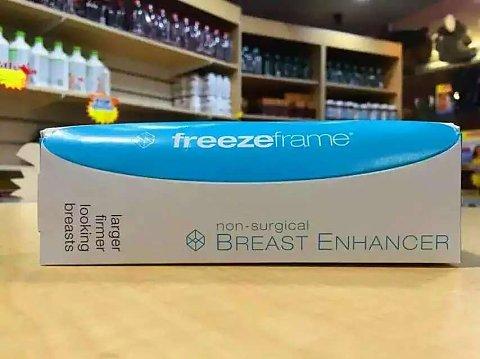 freezeframe®
larger
firmer
looking
breasts
non-surgical
BREAST ENHANCER